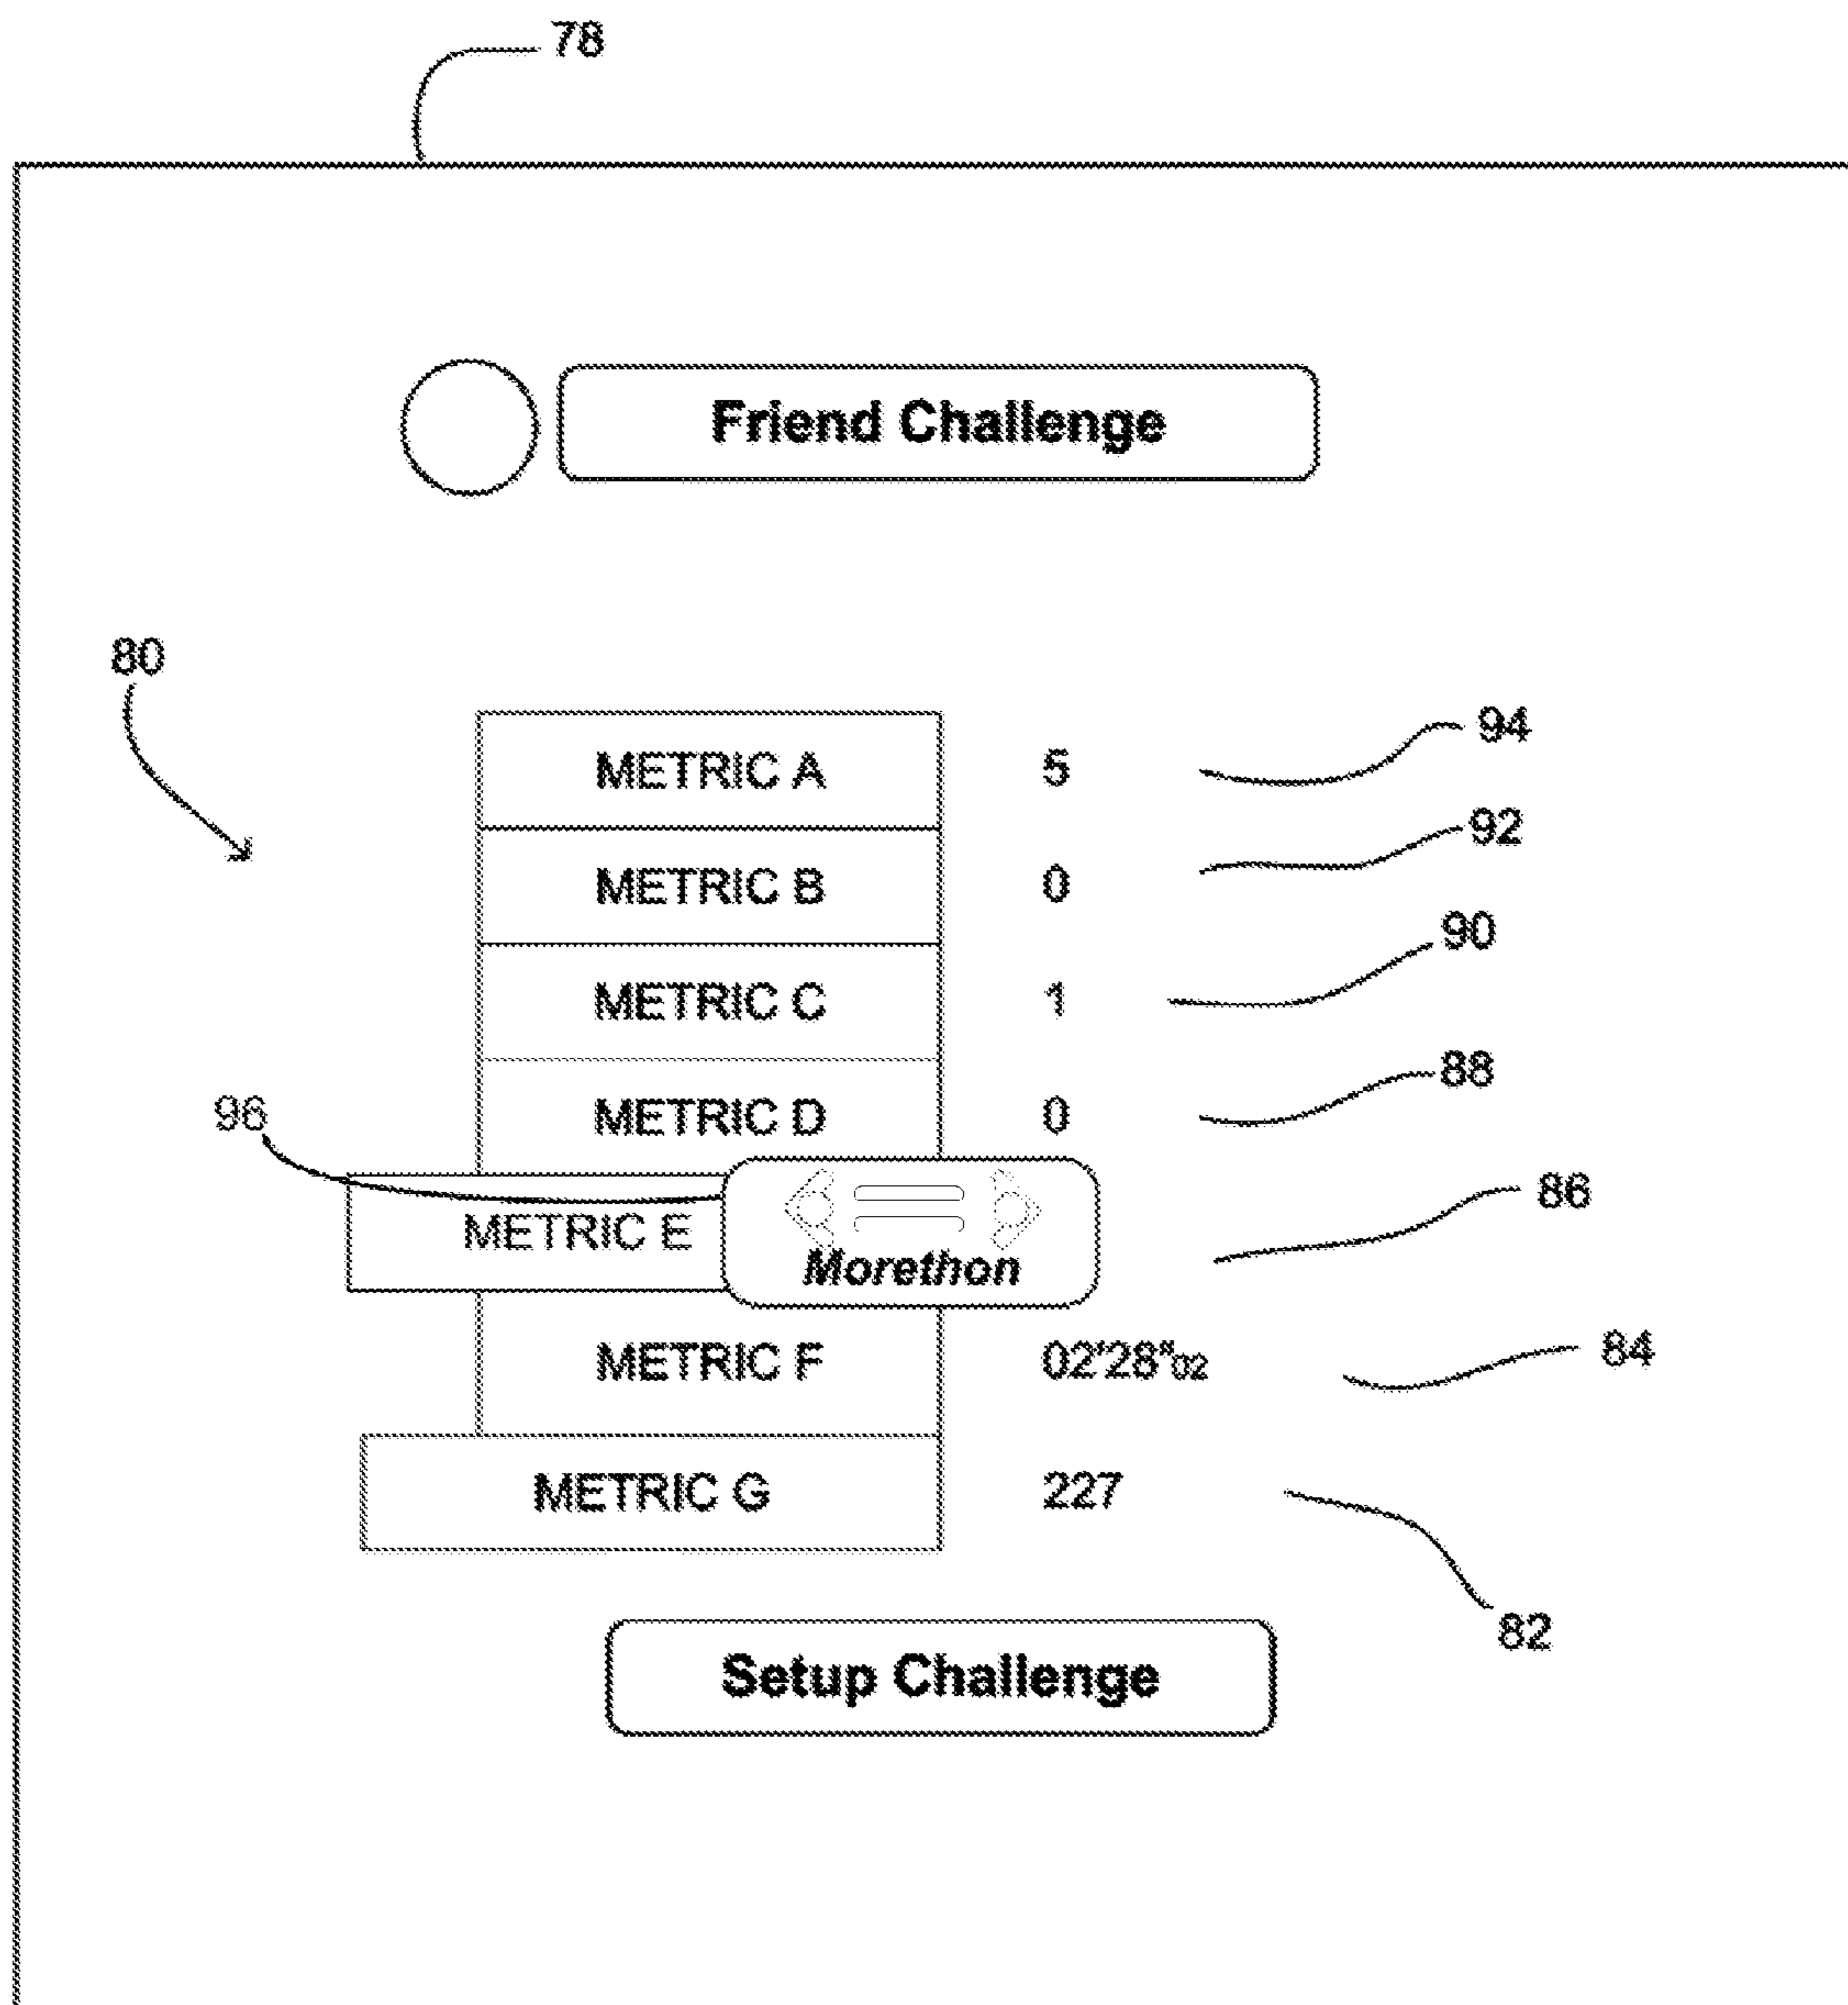 78
Friend Challenge
80
METRIC A 5 94
METRIC B 0 92
METRIC C 1 90
METRIC D 0 88
96
METRIC E 86
Morethon
METRIC F 02'28"02 84
METRIC G 227
82
Setup Challenge